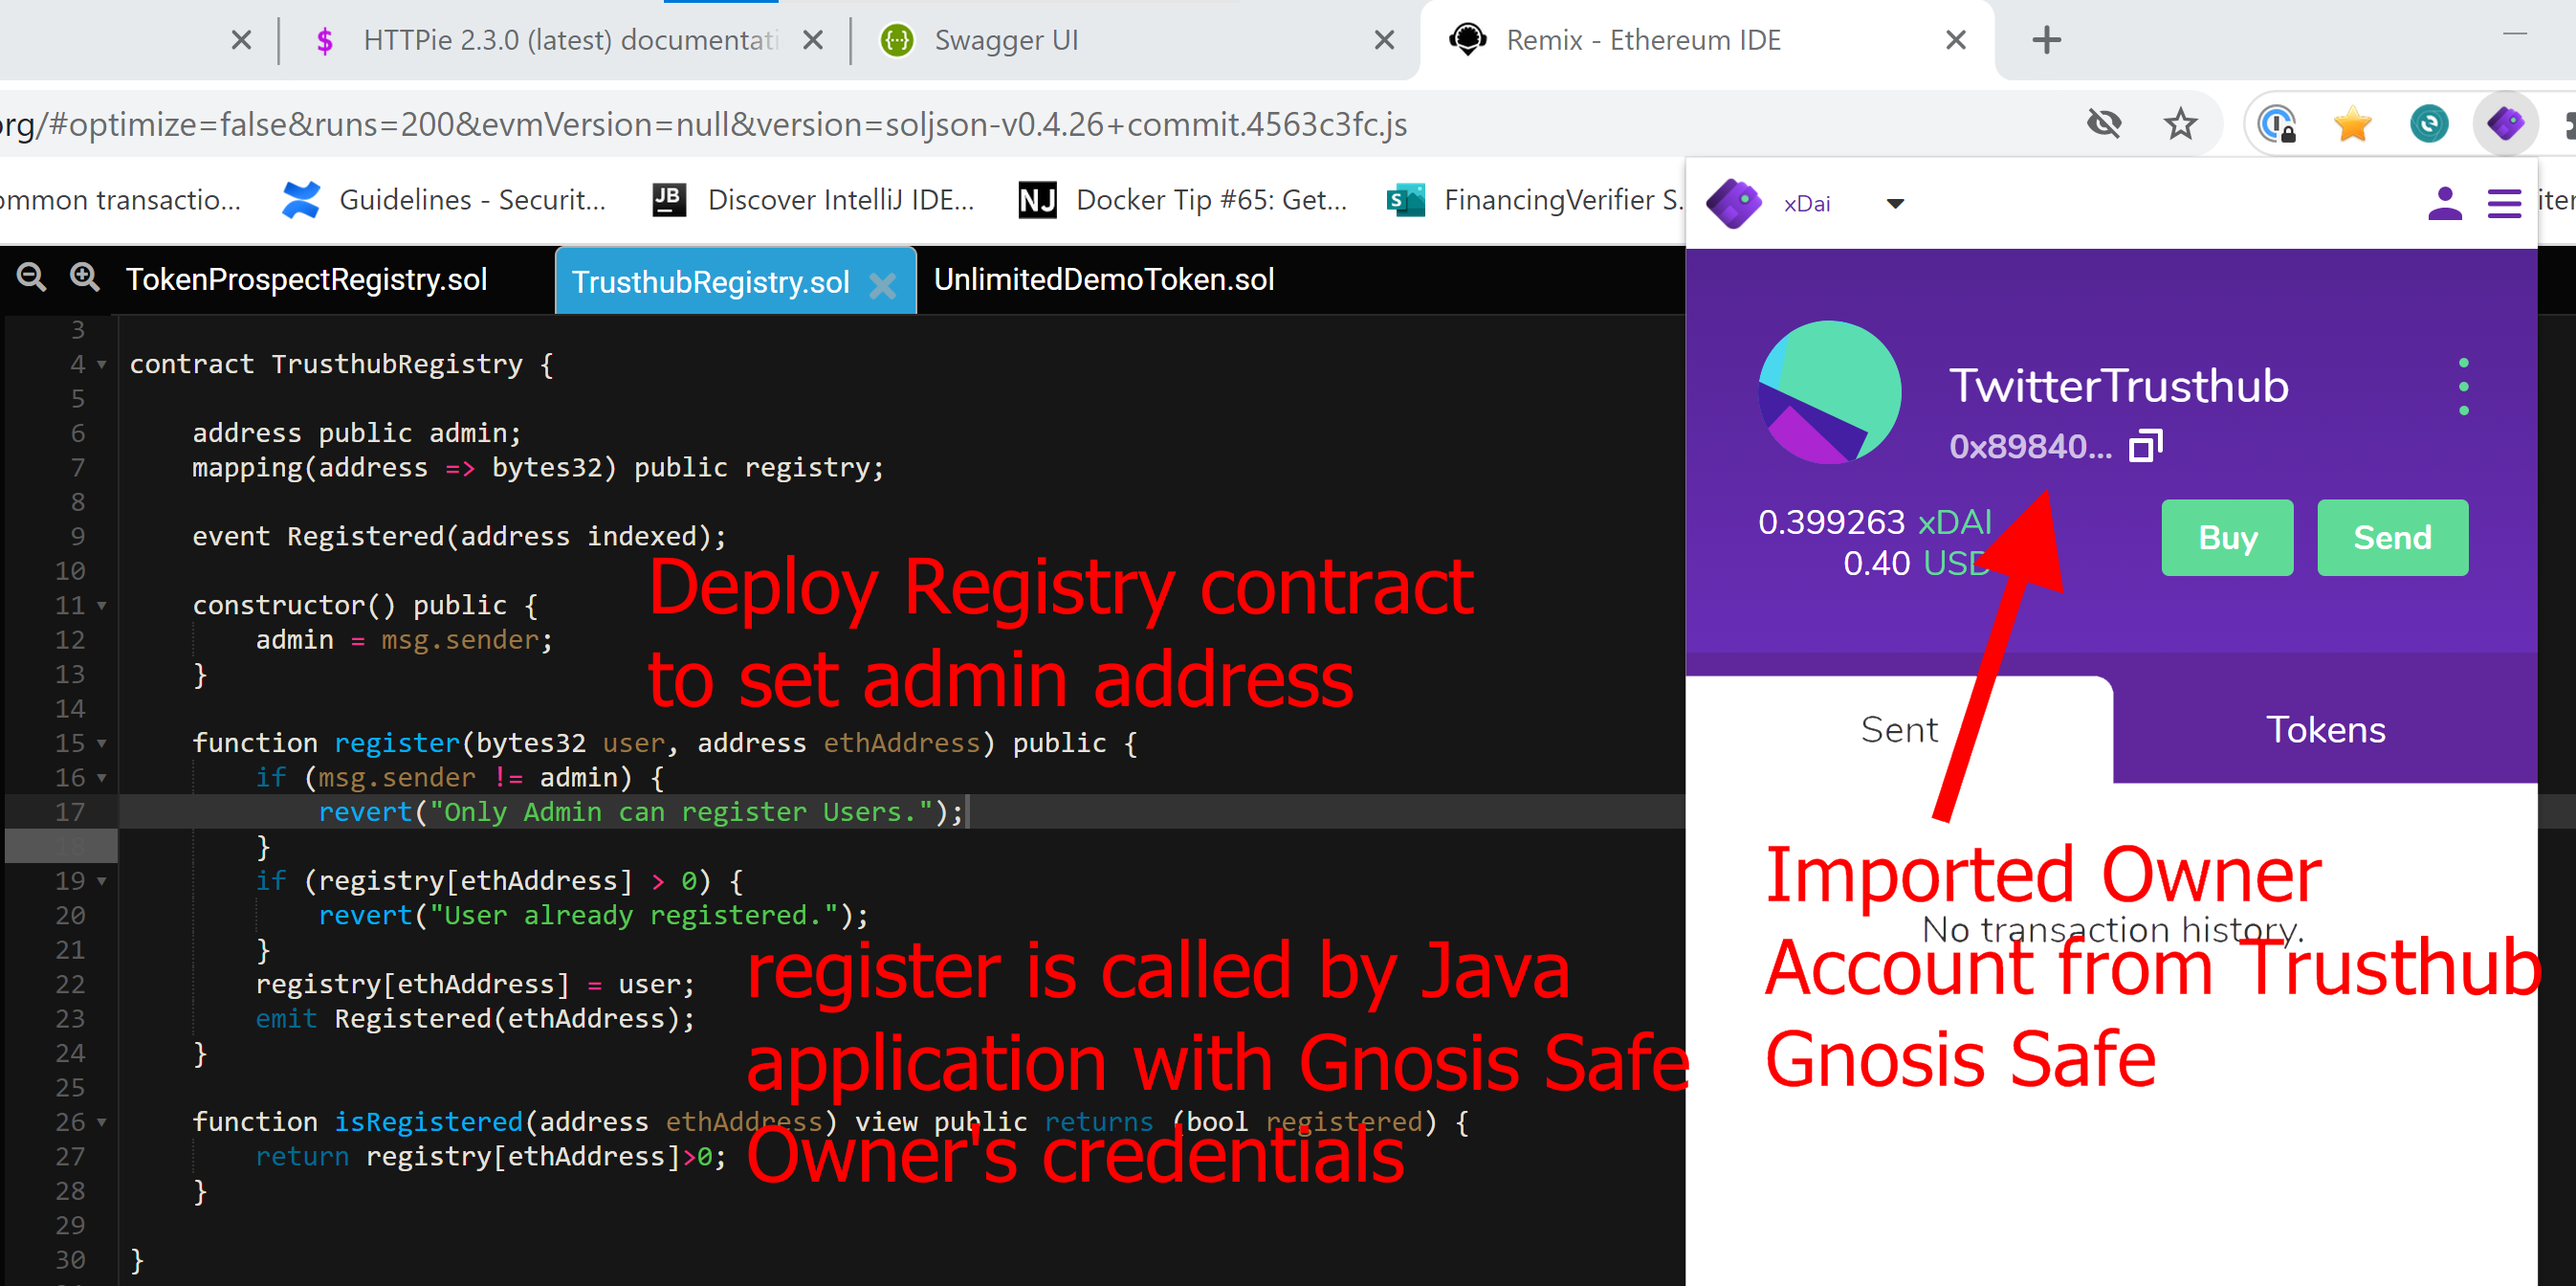 HTTPie 2.3.0 (latest) documentati
Swagger UI
Remix - Ethereum IDE
org/#optimize=false&runs=200&evmVersion=null&version=soljson-v0.4.26+commit.4563c3fc.js
ommon transactio...
Guidelines - Securit...
JB
Discover IntelliJ IDE...
NJ
Docker Tip #65: Get...
S
FinancingVerifier S.
xDai
iter
TokenProspectRegistry.sol
TrusthubRegistry.sol
UnlimitedDemoToken.sol
3
4 contract TrusthubRegistry {
5
6 address public admin;
7 mapping(address => bytes32) public registry;
8
9 event Registered(address indexed);
10
11 constructor() public {
12 admin = msg.sender;
13 }
14
15 function register(bytes32 user, address ethAddress) public {
16 if (msg.sender != admin) {
17 revert("Only Admin can register Users.");
18 }
19 if (registry[ethAddress] > 0) {
20 revert("User already registered.");
21 }
22 registry[ethAddress] = user;
23 emit Registered(ethAddress);
24 }
25
26 function isRegistered(address ethAddress) view public returns (bool registered) {
27 return registry[ethAddress]>0;
28 }
29
30 }
Deploy Registry contract
to set admin address
register is called by Java
application with Gnosis Safe
Owner's credentials
TwitterTrusthub
0x89840...
0.399263 xDAI
0.40 USD
Buy
Send
Sent
Tokens
No transaction history.
Imported Owner
Account from Trusthub
Gnosis Safe